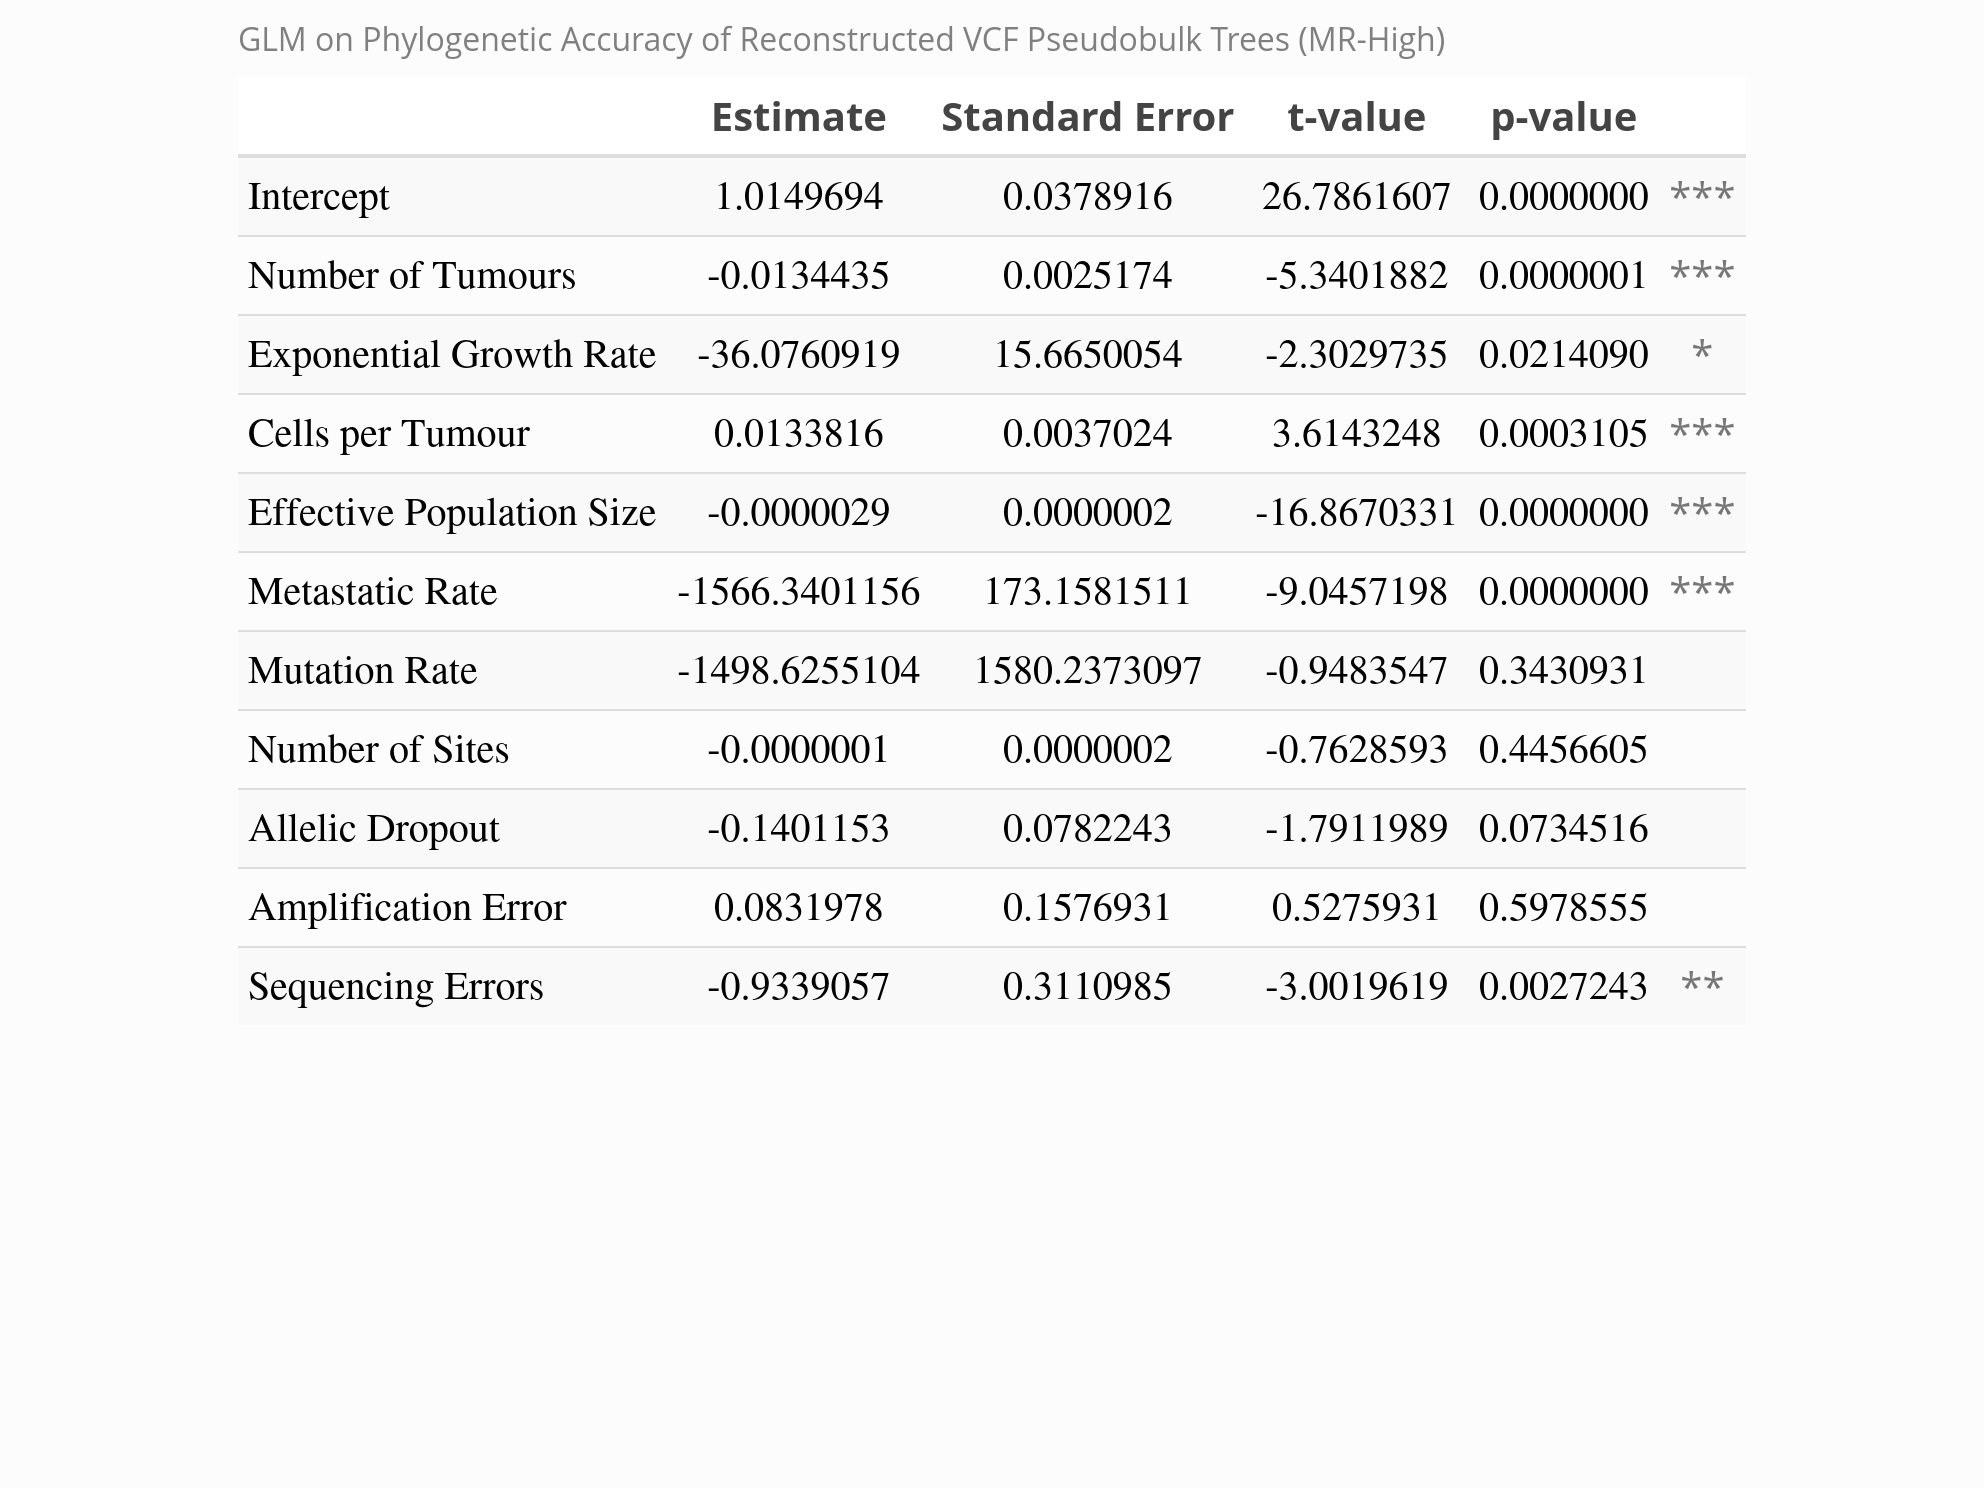 GLM on Phylogenetic Accuracy of Reconstructed VCF Pseudobulk Trees (MR-High)
Estimate Standard Error t-value p-value
Intercept 1.0149694 0.0378916 26.7861607 0.0000000 ***
Number of Tumours -0.0134435 0.0025174 -5.3401882 0.0000001 ***
Exponential Growth Rate -36.0760919 15.6650054 -2.3029735 0.0214090 *
Cells per Tumour 0.0133816 0.0037024 3.6143248 0.0003105 ***
Effective Population Size -0.0000029 0.0000002 -16.8670331 0.0000000 ***
Metastatic Rate -1566.3401156 173.1581511 -9.0457198 0.0000000 ***
Mutation Rate -1498.6255104 1580.2373097 -0.9483547 0.3430931
Number of Sites -0.0000001 0.0000002 -0.7628593 0.4456605
Allelic Dropout -0.1401153 0.0782243 -1.7911989 0.0734516
Amplification Error 0.0831978 0.1576931 0.5275931 0.5978555
Sequencing Errors -0.9339057 0.3110985 -3.0019619 0.0027243 **